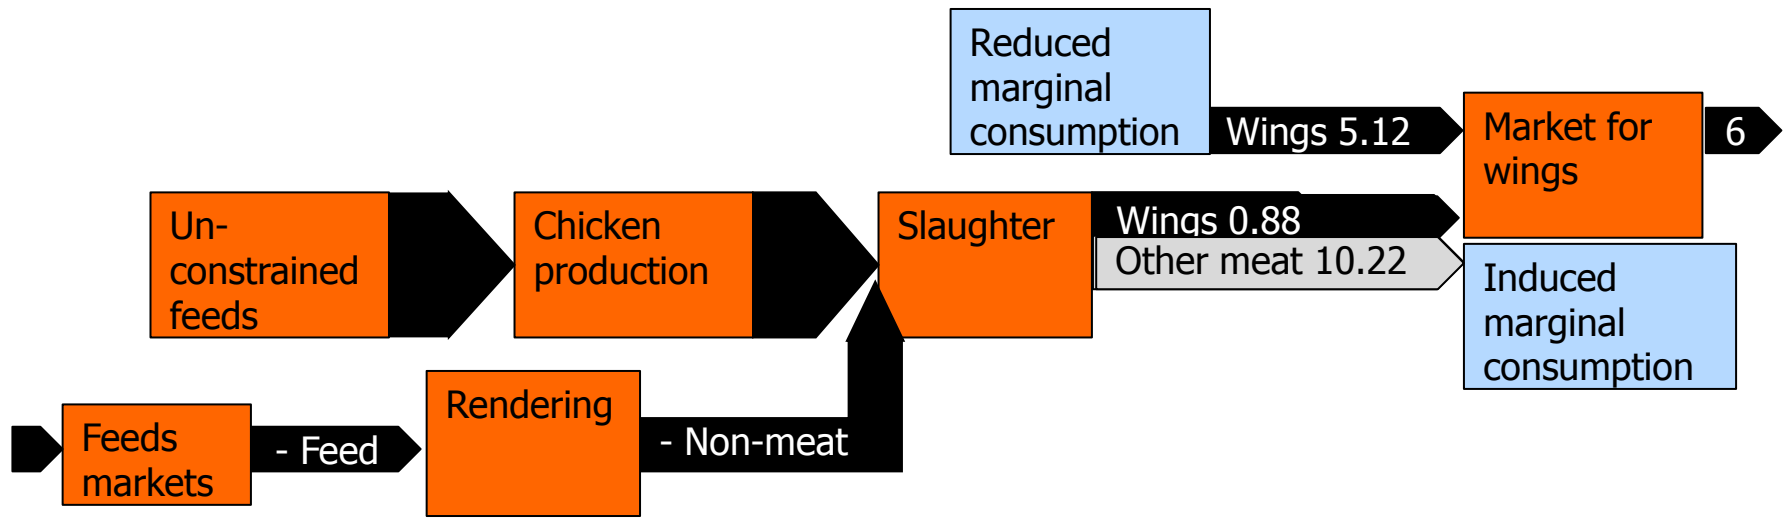 Reduced
marginal
consumption
Wings 5.12
Market for
wings
6
Un-
constrained
feeds
Chicken
production
Slaughter
Wings 0.88
Other meat 10.22
Induced
marginal
consumption
Feeds
markets
- Feed
Rendering
- Non-meat